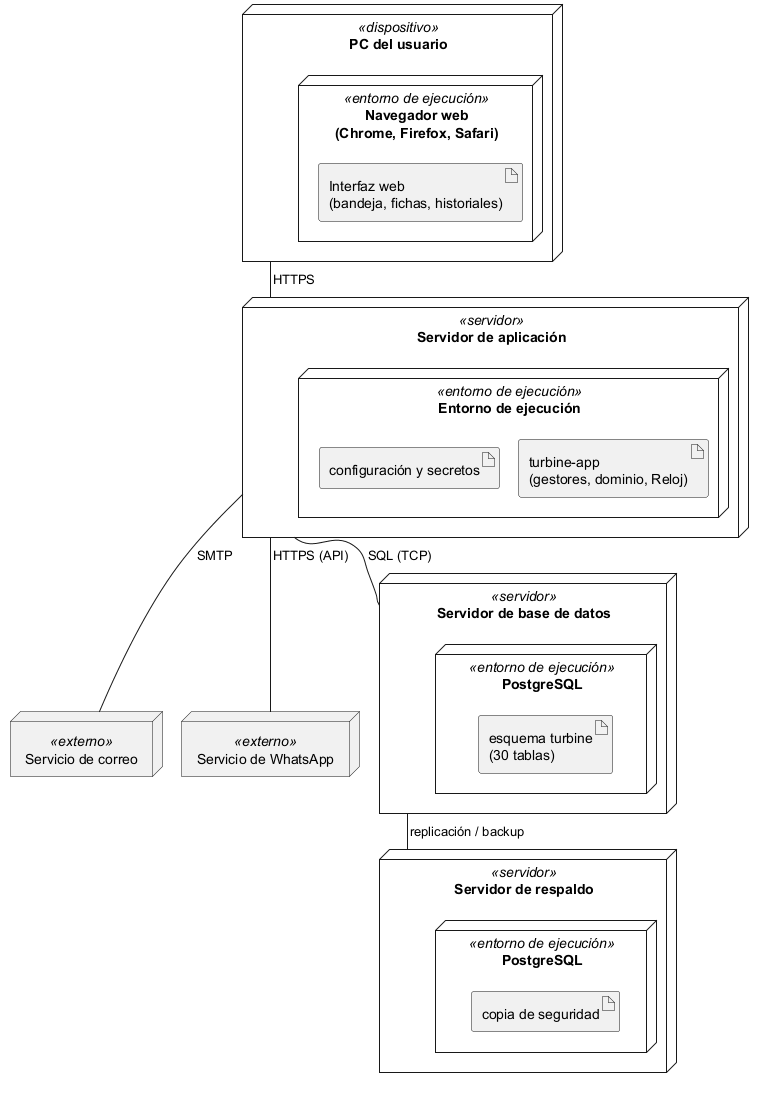 «dispositivo»
PC del usuario
«entorno de ejecución»
Navegador web
(Chrome, Firefox, Safari)
Interfaz web
(bandeja, fichas, historiales)
HTTPS
«servidor»
Servidor de aplicación
«entorno de ejecución»
Entorno de ejecución
configuración y secretos
turbine-app
(gestores, dominio, Reloj)
SMTP
HTTPS (API)
SQL (TCP)
«servidor»
Servidor de base de datos
«entorno de ejecución»
PostgreSQL
esquema turbine
(30 tablas)
«externo»
Servicio de correo
«externo»
Servicio de WhatsApp
replicación / backup
«servidor»
Servidor de respaldo
«entorno de ejecución»
PostgreSQL
copia de seguridad